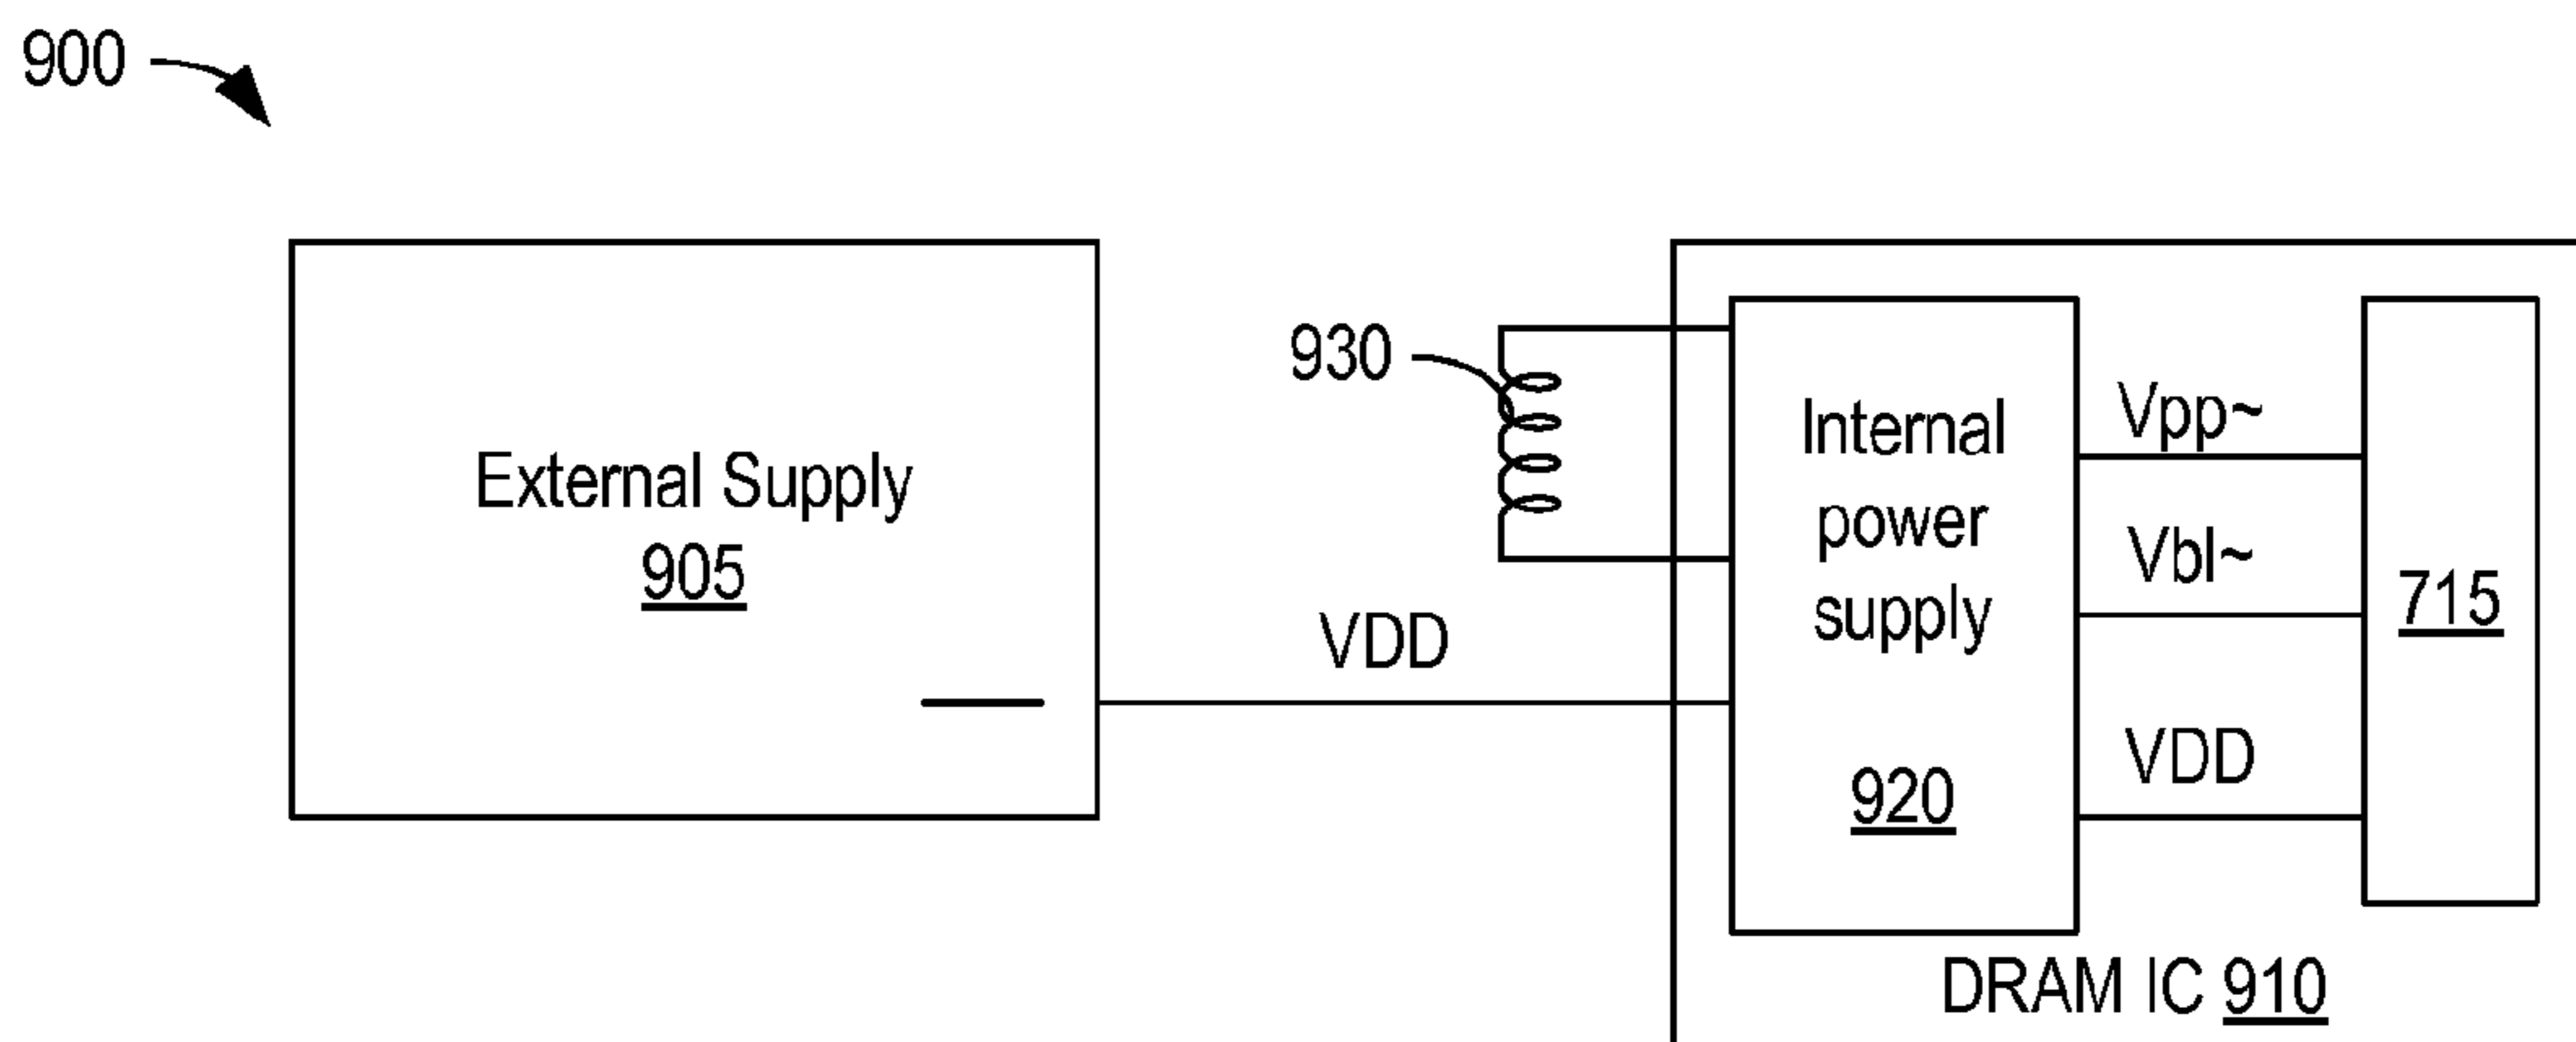 900
External Supply
905
930
VDD
Internal
power
supply
920
Vpp~
Vbl~
VDD
715
DRAM IC 910